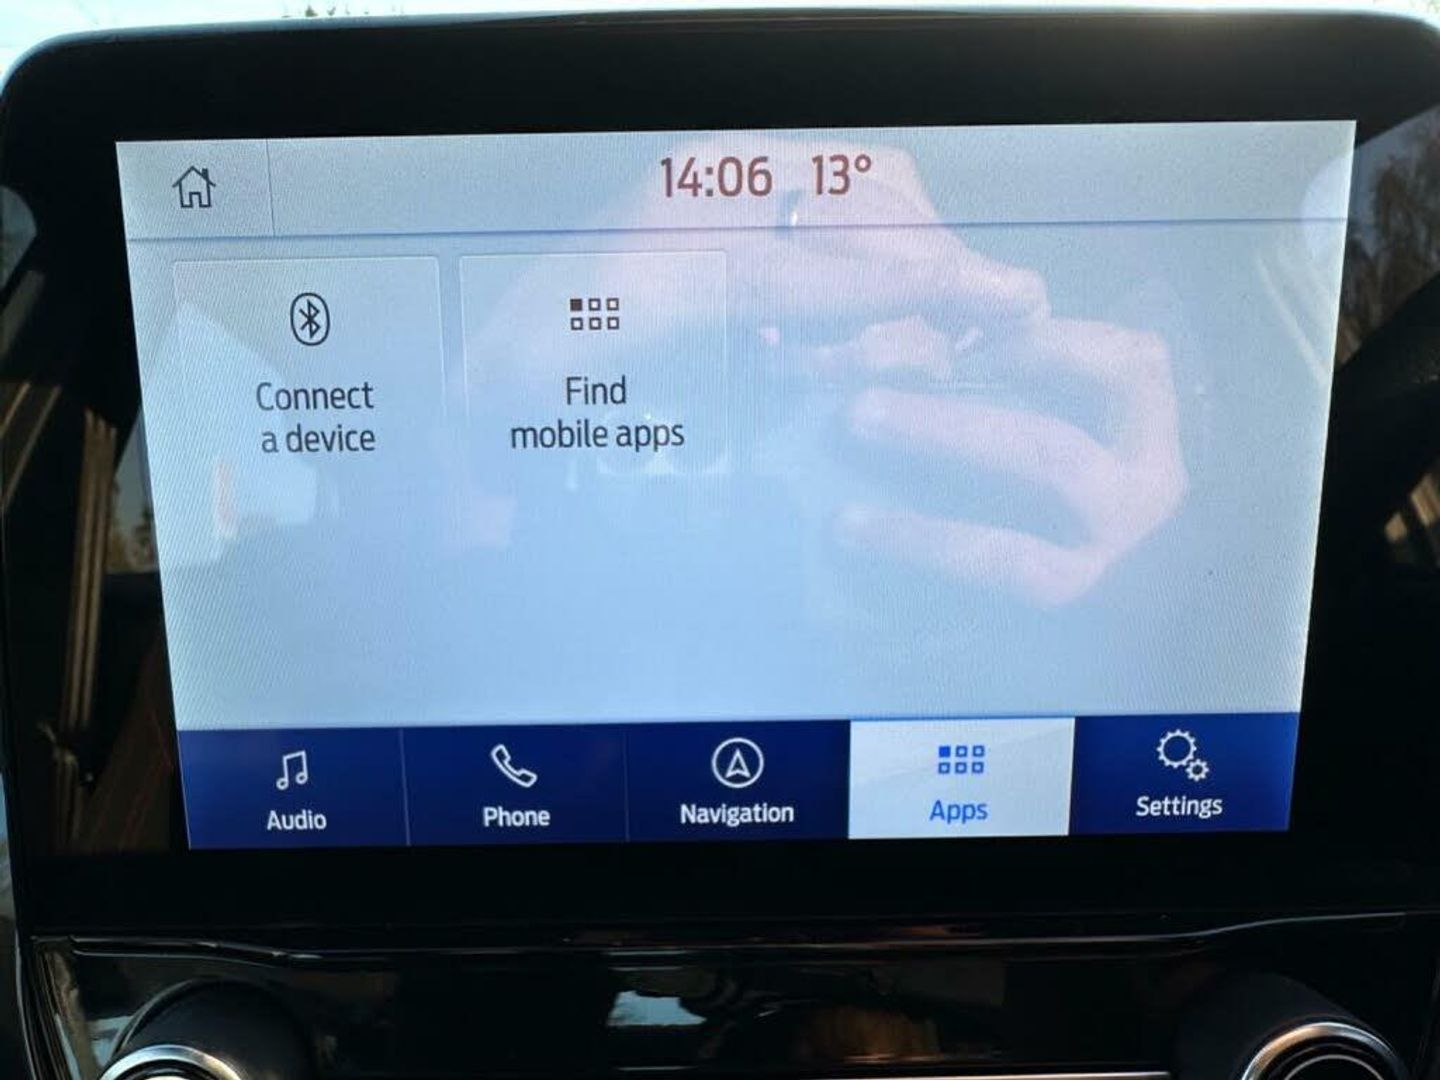 14:06 13°
Connect
a device
Find
mobile apps
Audio
Phone
Navigation
Apps
Settings